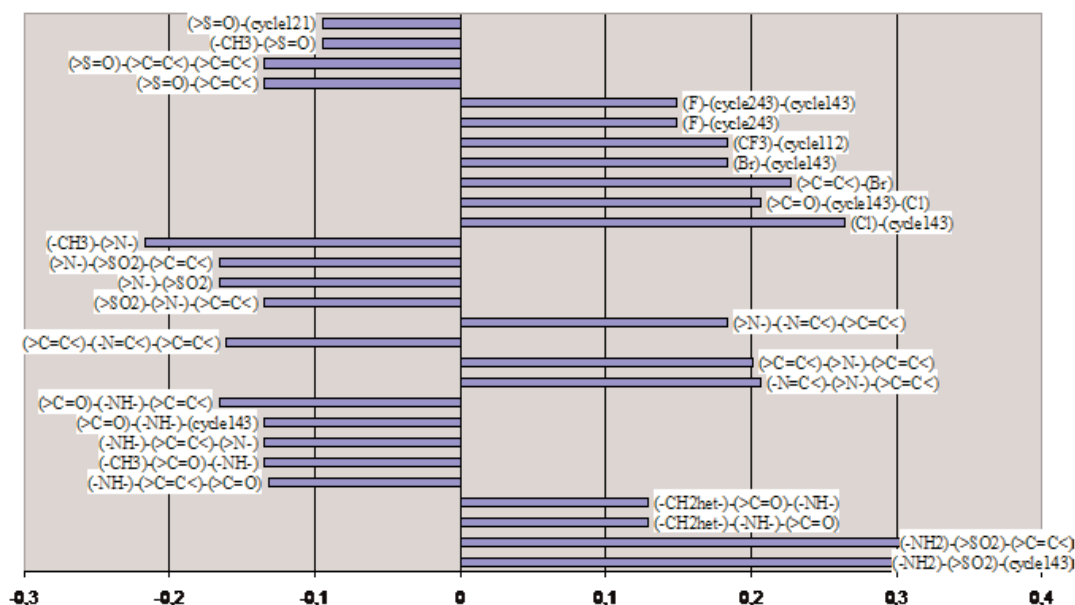 (>S=O)-(cycle121)
(-CH3)-(>S=O)
(>S=O)-(>C=C<)-(>C=C<)
(>S=O)-(>C=C<)
(F)-(cycle243)-(cycle143)
(F)-(cycle243)
(CF3)-(cycle112)
(Br)-(cycle143)
(>C=C<)-(Br)
(>C=O)-(cycle143)-(Cl)
(Cl)-(cycle143)
(-CH3)-(>N-)
(>N-)-(>SO2)-(>C=C<)
(>N-)-(>SO2)
(>SO2)-(>N-)-(>C=C<)
(>N-)-(-N=C<)-(>C=C<)
(>C=C<)-(-N=C<)-(>C=C<)
(>C=C<)-(>N-)-(>C=C<)
(-N=C<)-(>N-)-(>C=C<)
(>C=O)-(-NH-)-(>C=C<)
(>C=O)-(-NH-)-(cycle143)
(-NH-)-(>C=C<)-(>N-)
(-CH3)-(>C=O)-(-NH-)
(-NH-)-(>C=C<)-(>C=O)
(-CH2het-)-(>C=O)-(-NH-)
(-CH2het-)-(-NH-)-(>C=O)
(-NH2)-(>SO2)-(>C=C<)
(-NH2)-(>SO2)-(cycle143)
-0.3 -0.2 -0.1 0 0.1 0.2 0.3 0.4